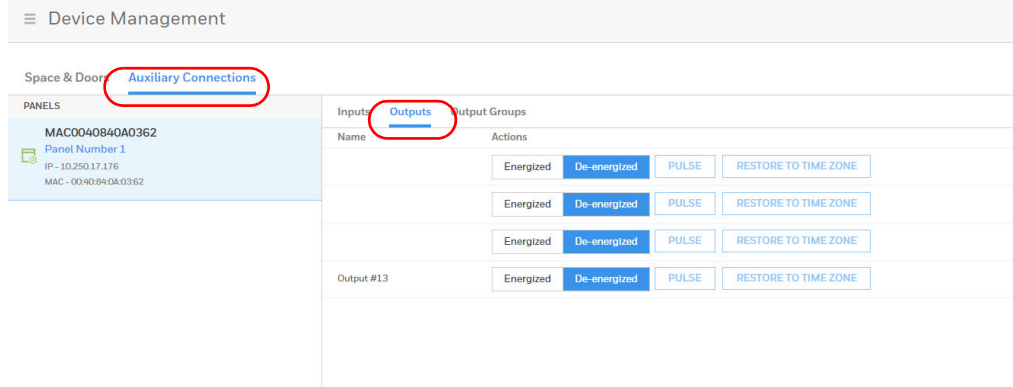 Device Management
Space & Doors Auxiliary Connections
PANELS
Inputs Outputs Output Groups
MAC0040840A0362
Panel Number 1
IP - 10.250.17.176
MAC - 00:40:84:0A:03:62
Name Actions
Energized De-energized PULSE RESTORE TO TIME ZONE
Energized De-energized PULSE RESTORE TO TIME ZONE
Energized De-energized PULSE RESTORE TO TIME ZONE
Output #13 Energized De-energized PULSE RESTORE TO TIME ZONE